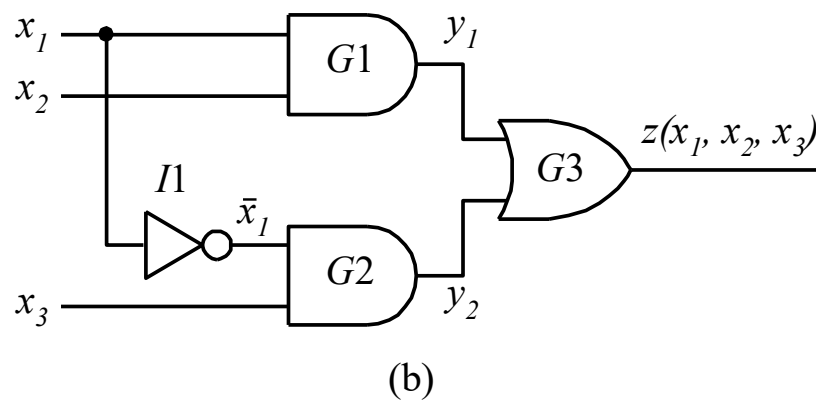 x₁
y₁
G1
x₂
z(x₁, x₂, x₃)
G3
I1
x̄₁
G2
x₃
y₂
(b)